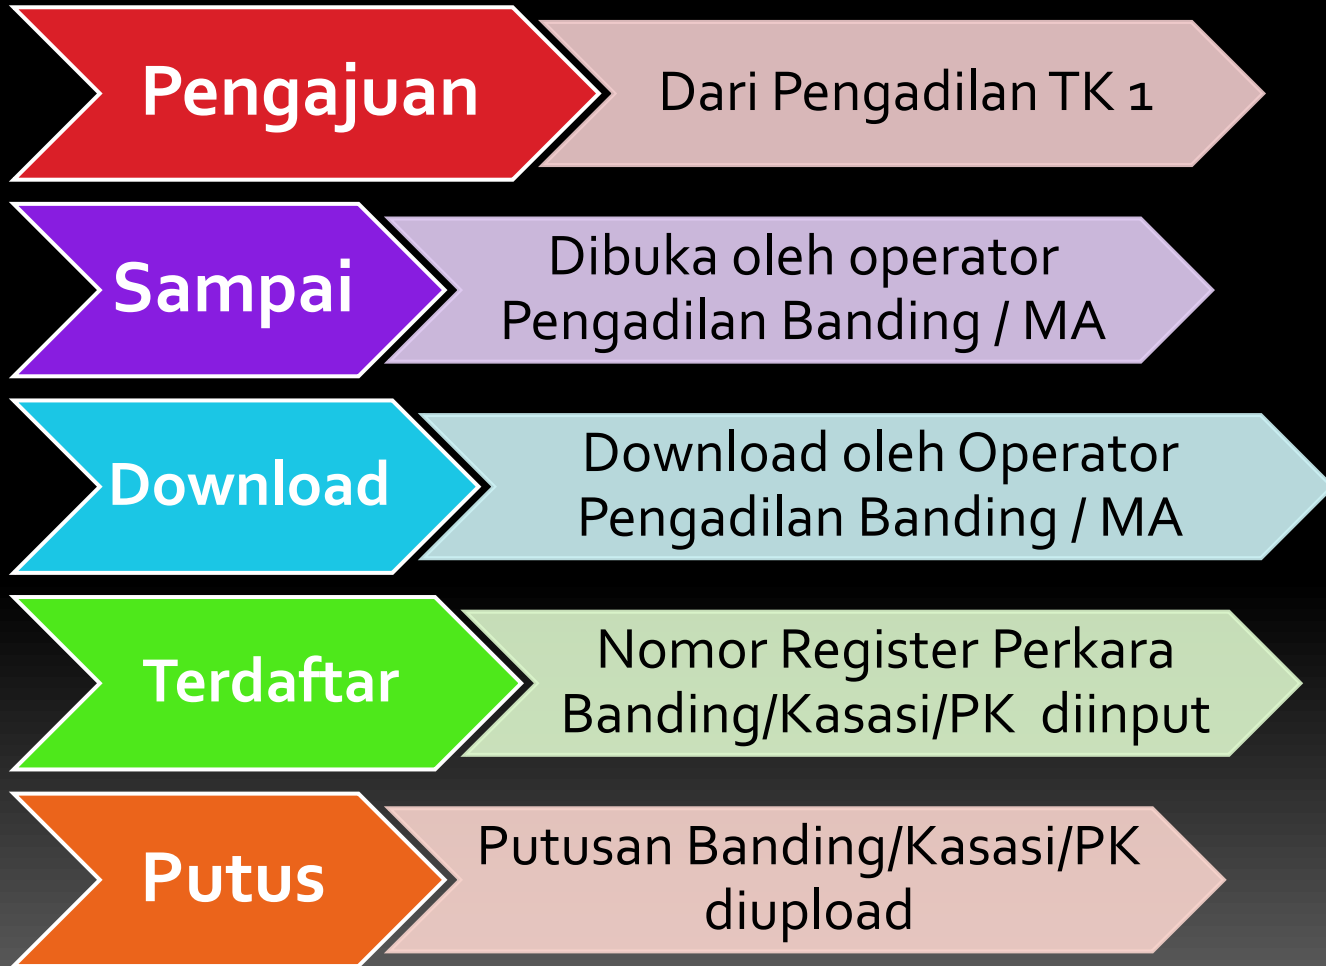 Pengajuan
Dari Pengadilan TK 1
Sampai
Dibuka oleh operator
Pengadilan Banding / MA
Download
Download oleh Operator
Pengadilan Banding / MA
Terdaftar
Nomor Register Perkara
Banding/Kasasi/PK diinput
Putus
Putusan Banding/Kasasi/PK
diupload